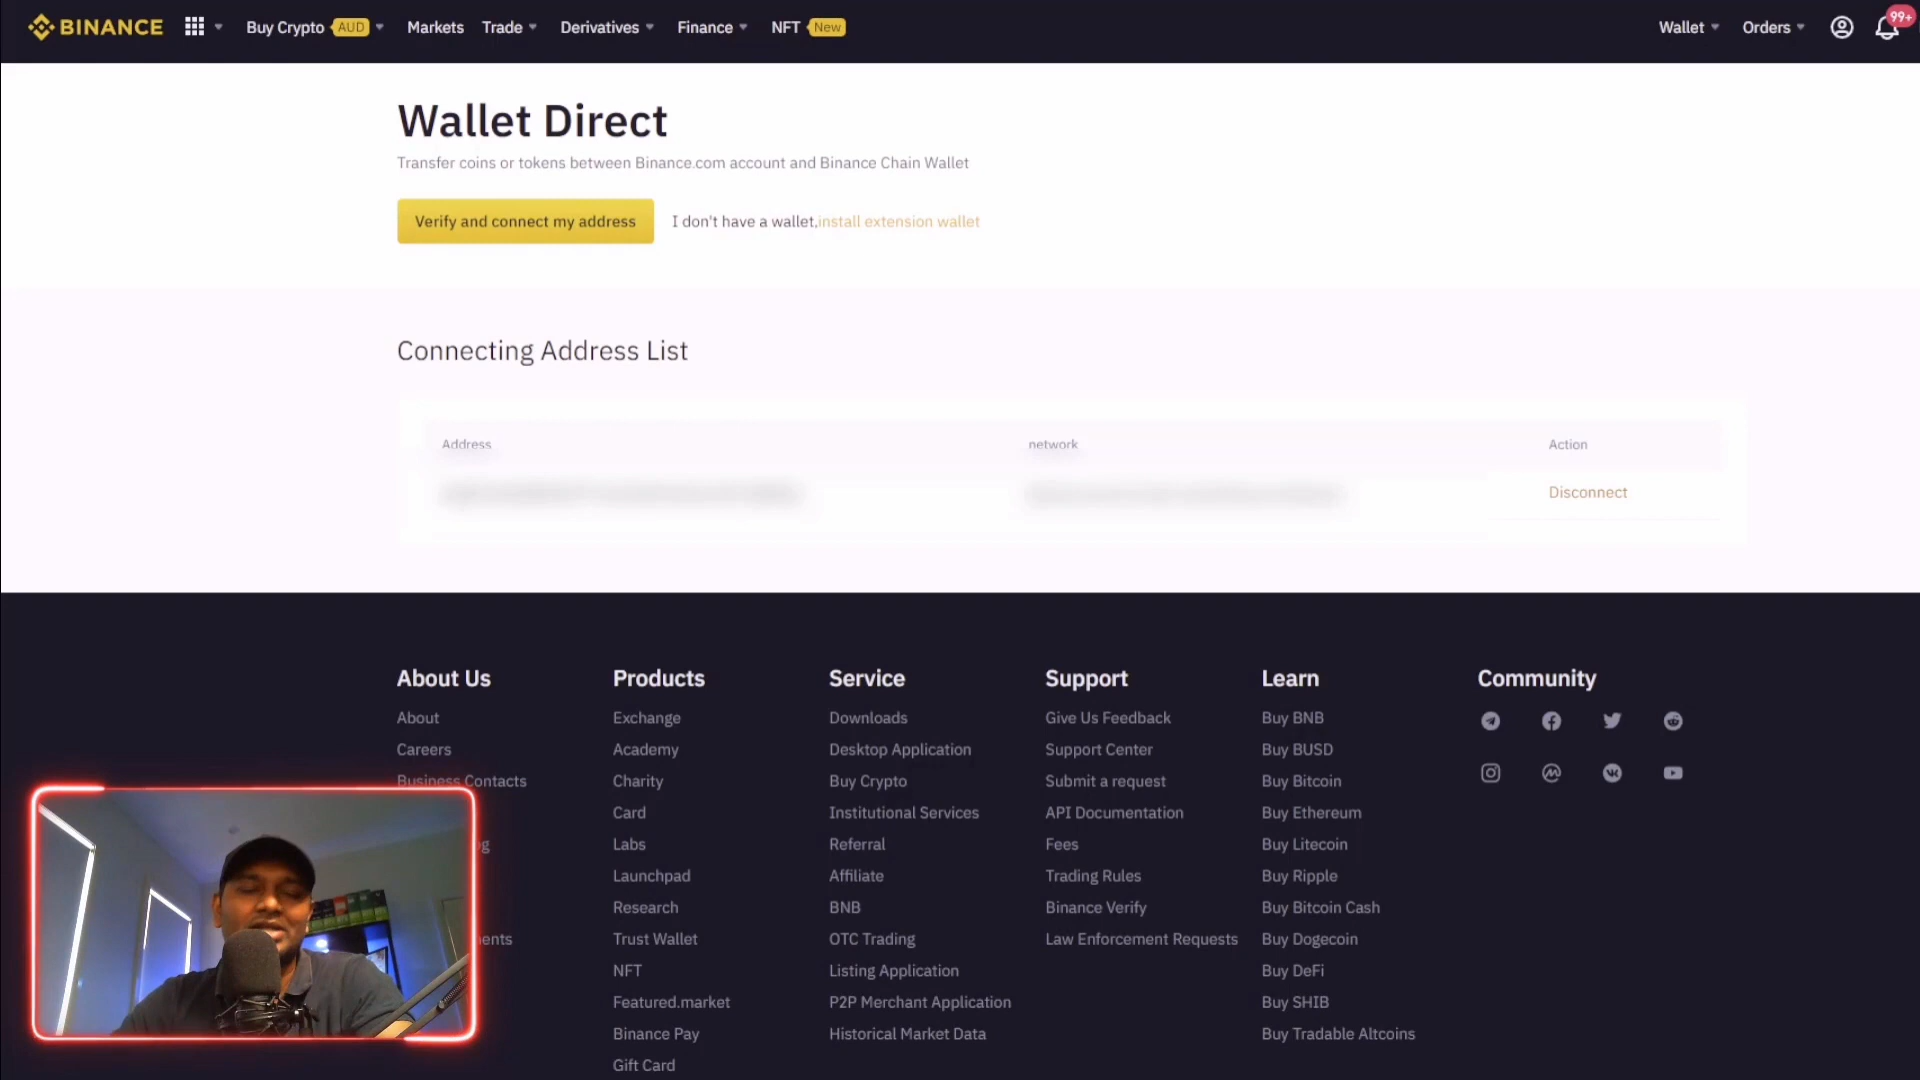 BINANCE Buy Crypto AUD Markets Trade Derivatives Finance NFT New Wallet Orders 99+
Wallet Direct
Transfer coins or tokens between Binance.com account and Binance Chain Wallet
Verify and connect my address I don't have a wallet,install extension wallet
Connecting Address List
Address network Action
Disconnect
About Us
About
Careers
Business Contacts
Products
Exchange
Academy
Charity
Card
Labs
Launchpad
Research
Trust Wallet
NFT
Featured.market
Binance Pay
Gift Card
Service
Downloads
Desktop Application
Buy Crypto
Institutional Services
Referral
Affiliate
BNB
OTC Trading
Listing Application
P2P Merchant Application
Historical Market Data
Support
Give Us Feedback
Support Center
Submit a request
API Documentation
Fees
Trading Rules
Binance Verify
Law Enforcement Requests
Learn
Buy BNB
Buy BUSD
Buy Bitcoin
Buy Ethereum
Buy Litecoin
Buy Ripple
Buy Bitcoin Cash
Buy Dogecoin
Buy DeFi
Buy SHIB
Buy Tradable Altcoins
Community